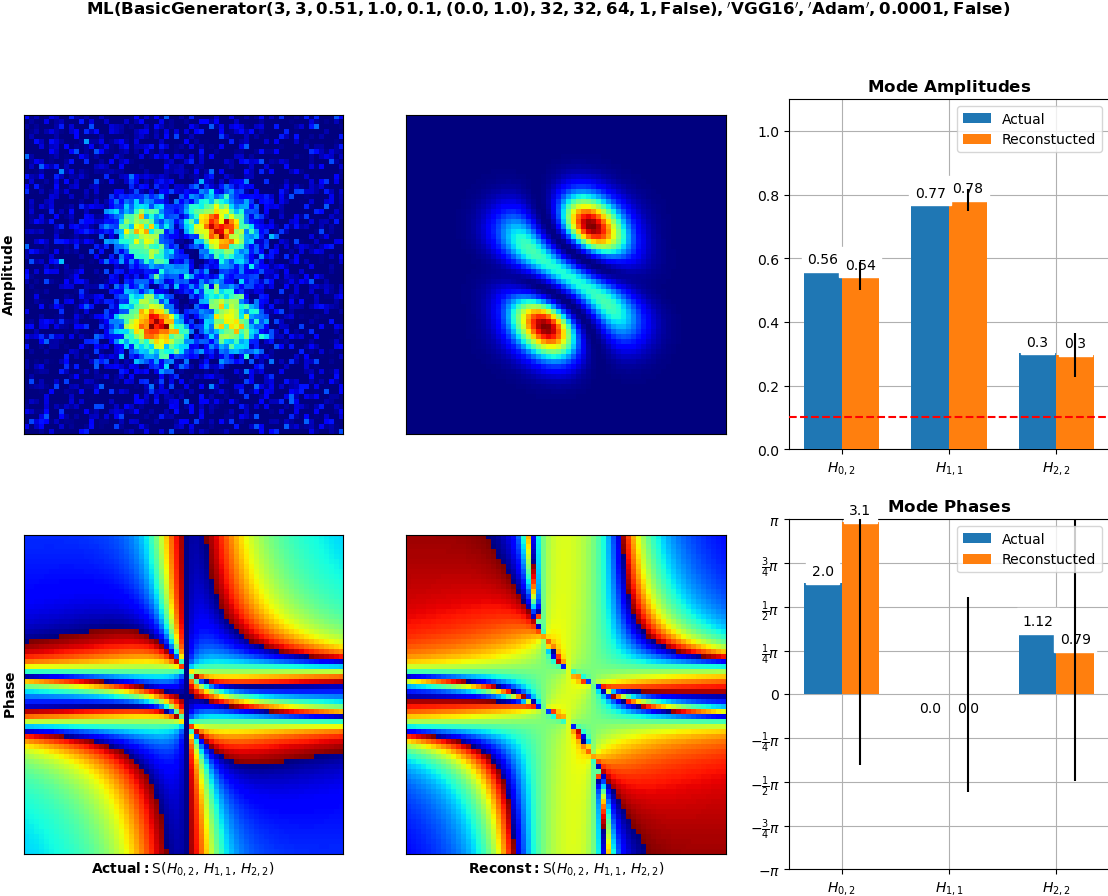 ML(BasicGenerator(3, 3, 0.51, 1.0, 0.1, (0.0, 1.0), 32, 32, 64, 1, False), 'VGG16', 'Adam', 0.0001, False)
Amplitude
Mode Amplitudes
Actual
Reconstucted
1.0
0.8
0.6
0.4
0.2
0.0
0.56
0.54
0.77
0.78
0.3
0.3
H0,2
H1,1
H2,2
Phase
Actual: S(H0,2, H1,1, H2,2)
Reconst: S(H0,2, H1,1, H2,2)
Mode Phases
Actual
Reconstucted
π
3/4π
1/2π
1/4π
0
−1/4π
−1/2π
−3/4π
−π
2.0
3.1
0.0
0.0
1.12
0.79
H0,2
H1,1
H2,2